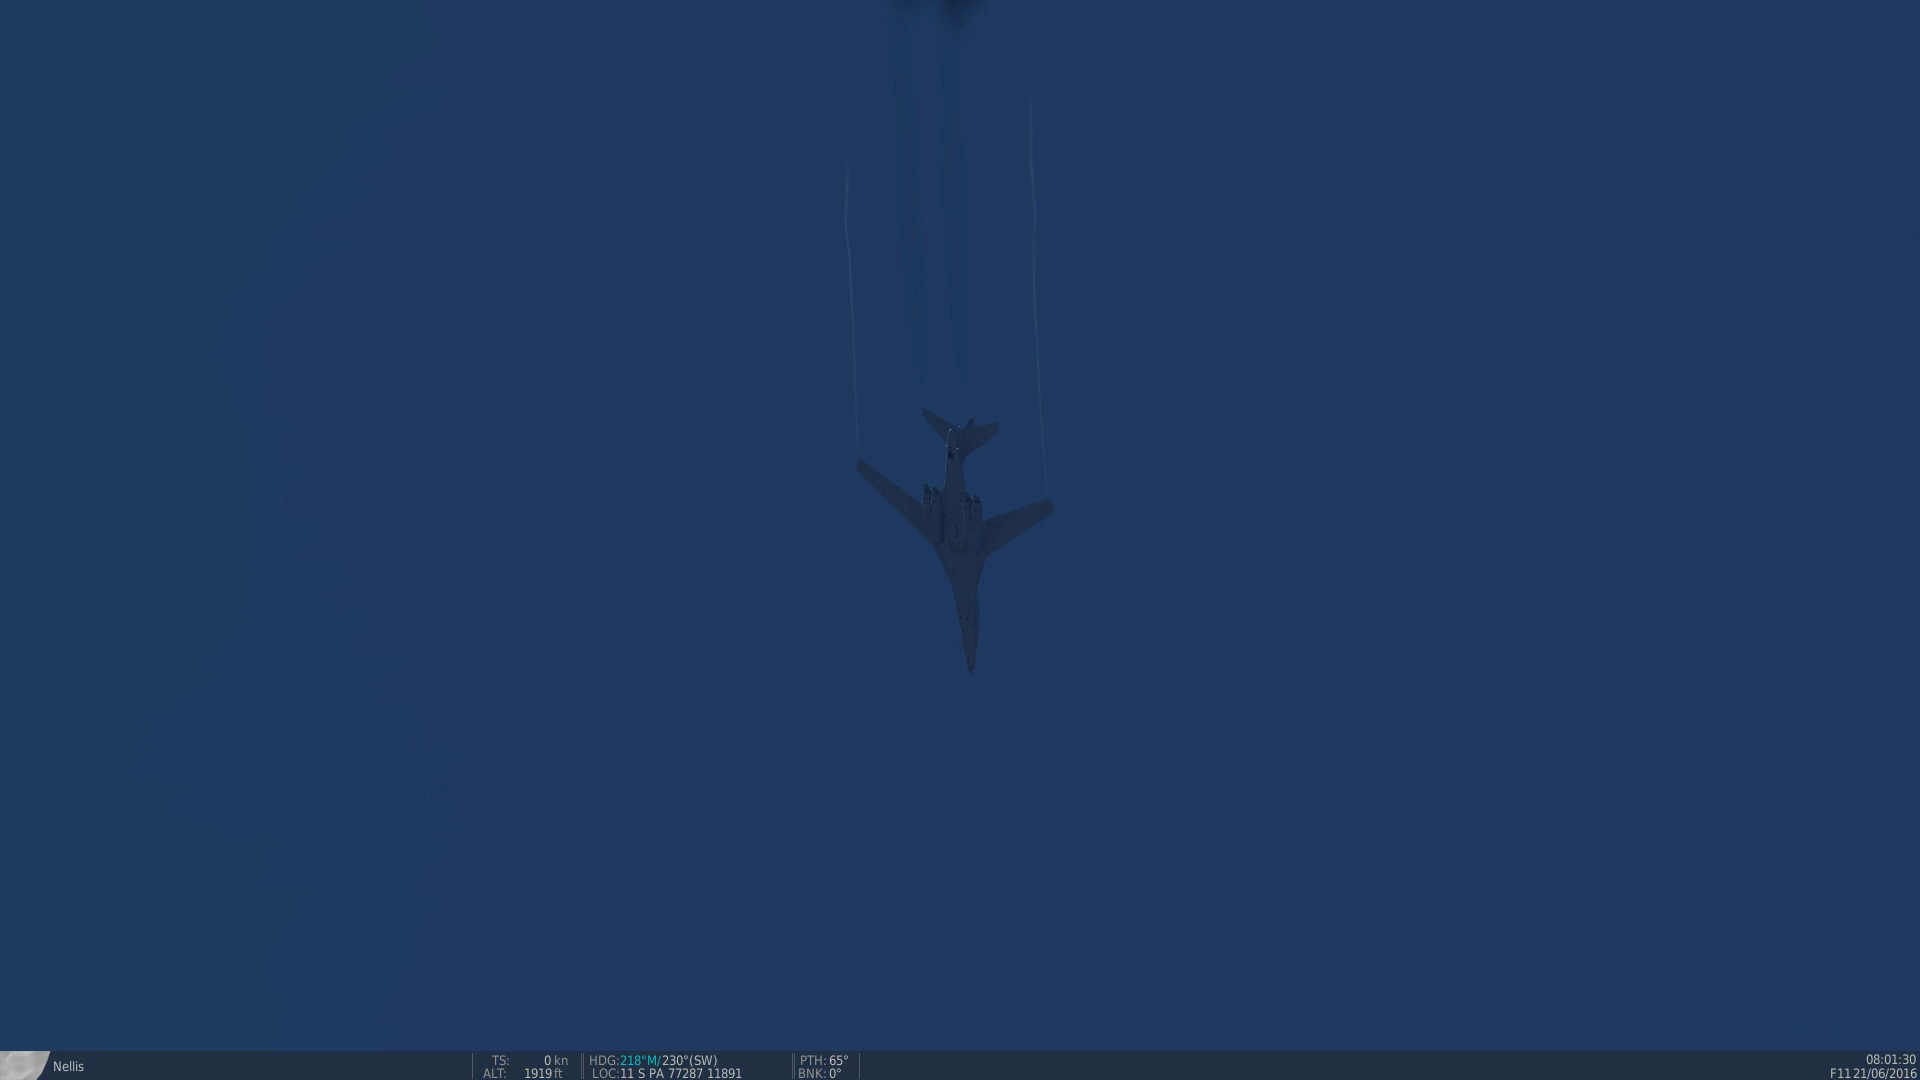 Nellis
TS: 0 kn
ALT: 1919 ft
HDG:218°M/230°(SW)
LOC:11 S PA 77287 11891
PTH: 65°
BNK: 0°
08:01:30
F11 21/06/2016